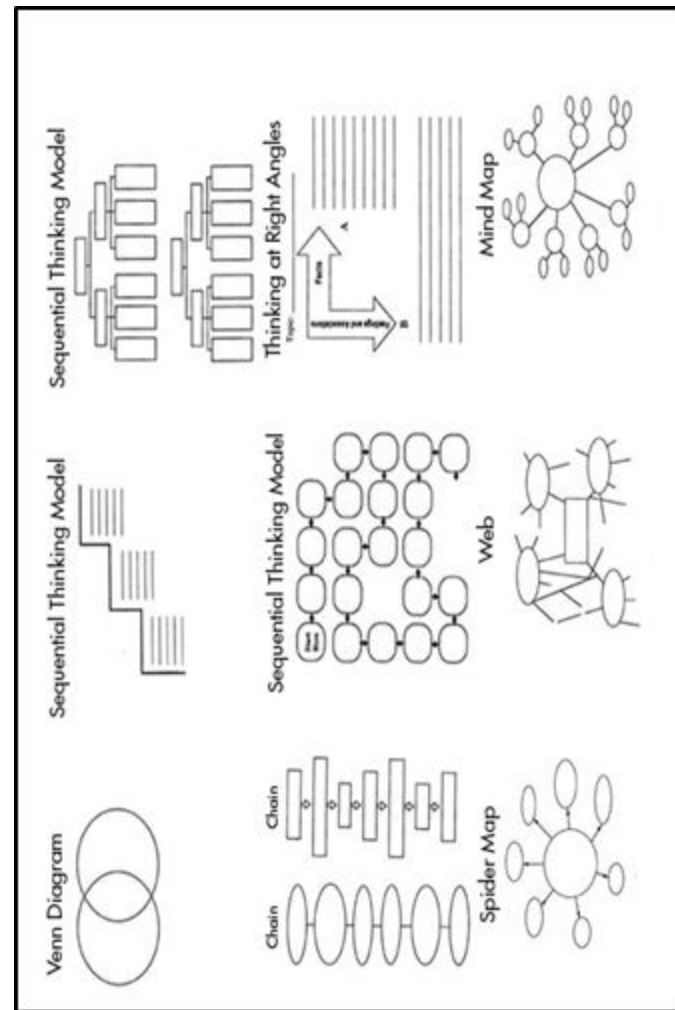 Venn Diagram
Sequential Thinking Model
Sequential Thinking Model
Chain
Chain
Sequential Thinking Model
Start
Thinking at Right Angles
Topic:
Facts
A
Feelings and Associations
B
Spider Map
Web
Mind Map